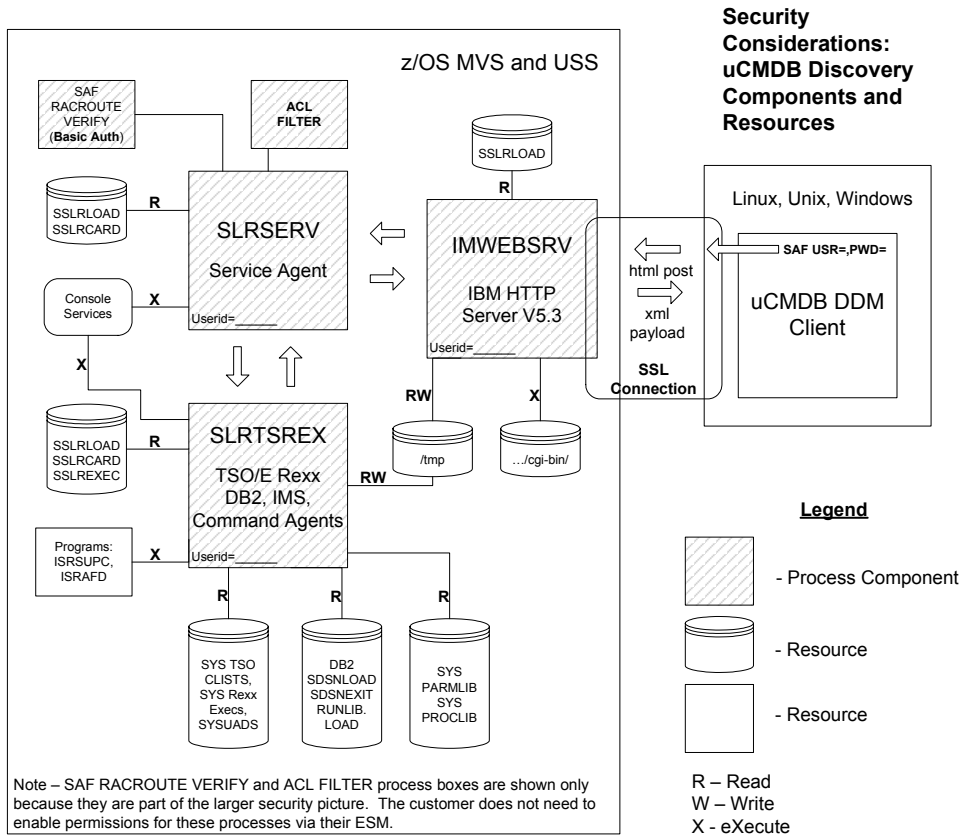 Security
Considerations:
uCMDB Discovery
Components and
Resources
z/OS MVS and USS
SAF
RACROUTE
VERIFY
(Basic Auth)
ACL
FILTER
SSLRLOAD
R
SSLRLOAD
SSLRCARD
R
SLRSERV
Service Agent
Userid=______
Console
Services
X
X
IMWEBSRV
IBM HTTP
Server V5.3
Userid=______
html post
xml
payload
SSL
Connection
Linux, Unix, Windows
SAF USR=,PWD=
uCMDB DDM
Client
RW
X
/tmp
.../cgi-bin/
SSLRLOAD
SSLRCARD
SSLREXEC
R
SLRTSREX
TSO/E Rexx
DB2, IMS,
Command Agents
Userid=______
RW
Programs:
ISRSUPC,
ISRAFD
X
R
R
R
SYS TSO
CLISTS,
SYS Rexx
Execs,
SYSUADS
DB2
SDSNLOAD
SDSNEXIT
RUNLIB.
LOAD
SYS
PARMLIB
SYS
PROCLIB
Legend
- Process Component
- Resource
- Resource
R – Read
W – Write
X - eXecute
Note – SAF RACROUTE VERIFY and ACL FILTER process boxes are shown only
because they are part of the larger security picture. The customer does not need to
enable permissions for these processes via their ESM.